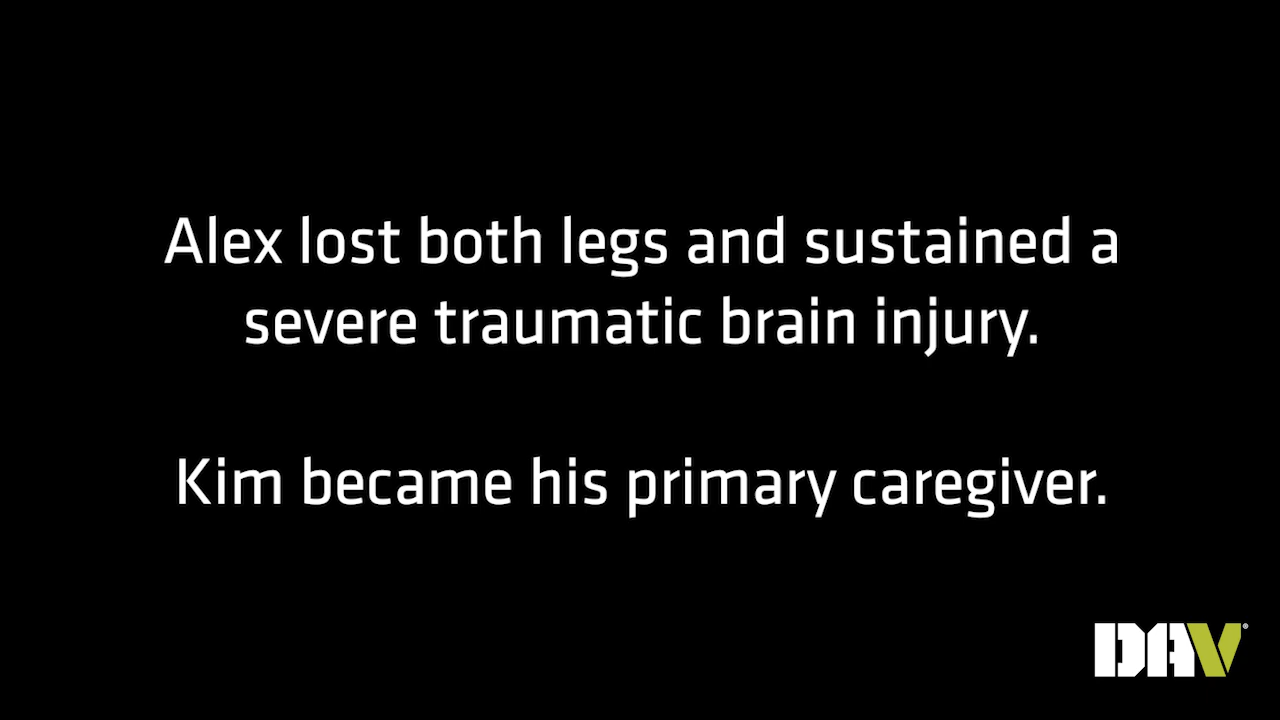 Alex lost both legs and sustained a
severe traumatic brain injury.
Kim became his primary caregiver.
DAV®